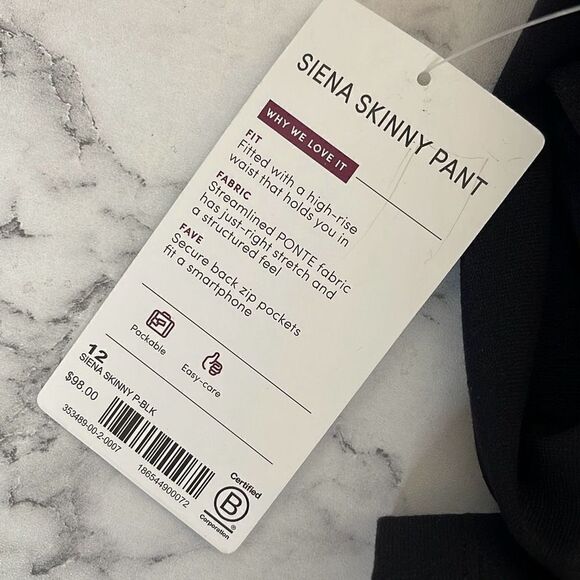 SIENA SKINNY PANT
WHY WE LOVE IT
FIT
Fitted with a high-rise
waist that holds you in
FABRIC
Streamlined PONTE fabric
has just-right stretch and
a structured feel
FAVE
Secure back zip pockets
fit a smartphone
Packable
Easy-care
12
SIENA SKINNY P-BLK
$98.00
353489-00-2-0007
186544900072
Certified
B
®
Corporation